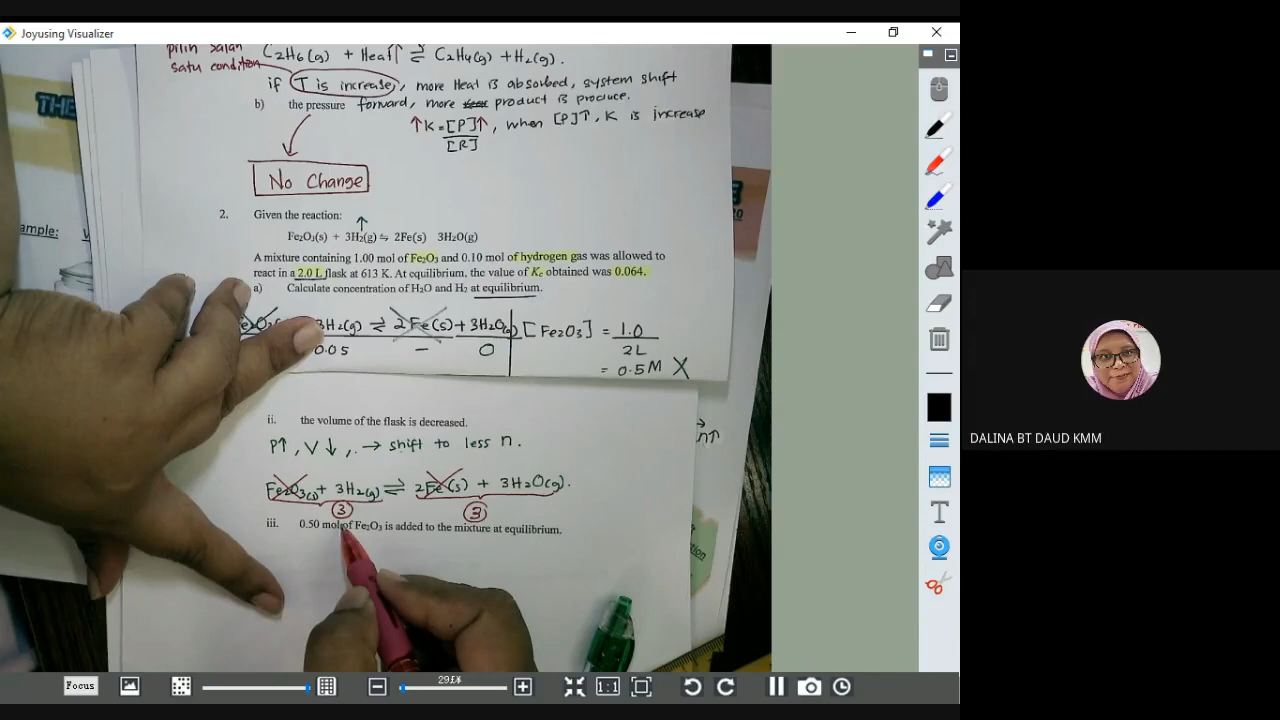 Joyusing Visualizer
pilih salah
satu condition
C2H6(g) + Heat↑ ⇌ C2H4(g) + H2(g).
if T is increase, more Heat is absorbed, system shift
b) the pressure forward, more product is produce.
↑K = [P]↑ , when [P]↑, K is increase
[R]
No Change
2. Given the reaction:
↑
Fe2O3(s) + 3H2(g) ⇋ 2Fe(s) 3H2O(g)
ample:
A mixture containing 1.00 mol of Fe2O3 and 0.10 mol of hydrogen gas was allowed to
react in a 2.0 L flask at 613 K. At equilibrium, the value of Kc obtained was 0.064.
a) Calculate concentration of H2O and H2 at equilibrium.
3H2(g) ⇌ 2Fe(s) + 3H2O(g) [Fe2O3] = 1.0
0.05 – 0 2L
= 0.5M X
ii. the volume of the flask is decreased.
P↑, V↓, . → shift to less n.
n↑
Fe2O3(s) + 3H2(g) ⇌ 2Fe(s) + 3H2O(g).
3 3
iii. 0.50 mol of Fe2O3 is added to the mixture at equilibrium.
DALINA BT DAUD KMM
Focus
1:1